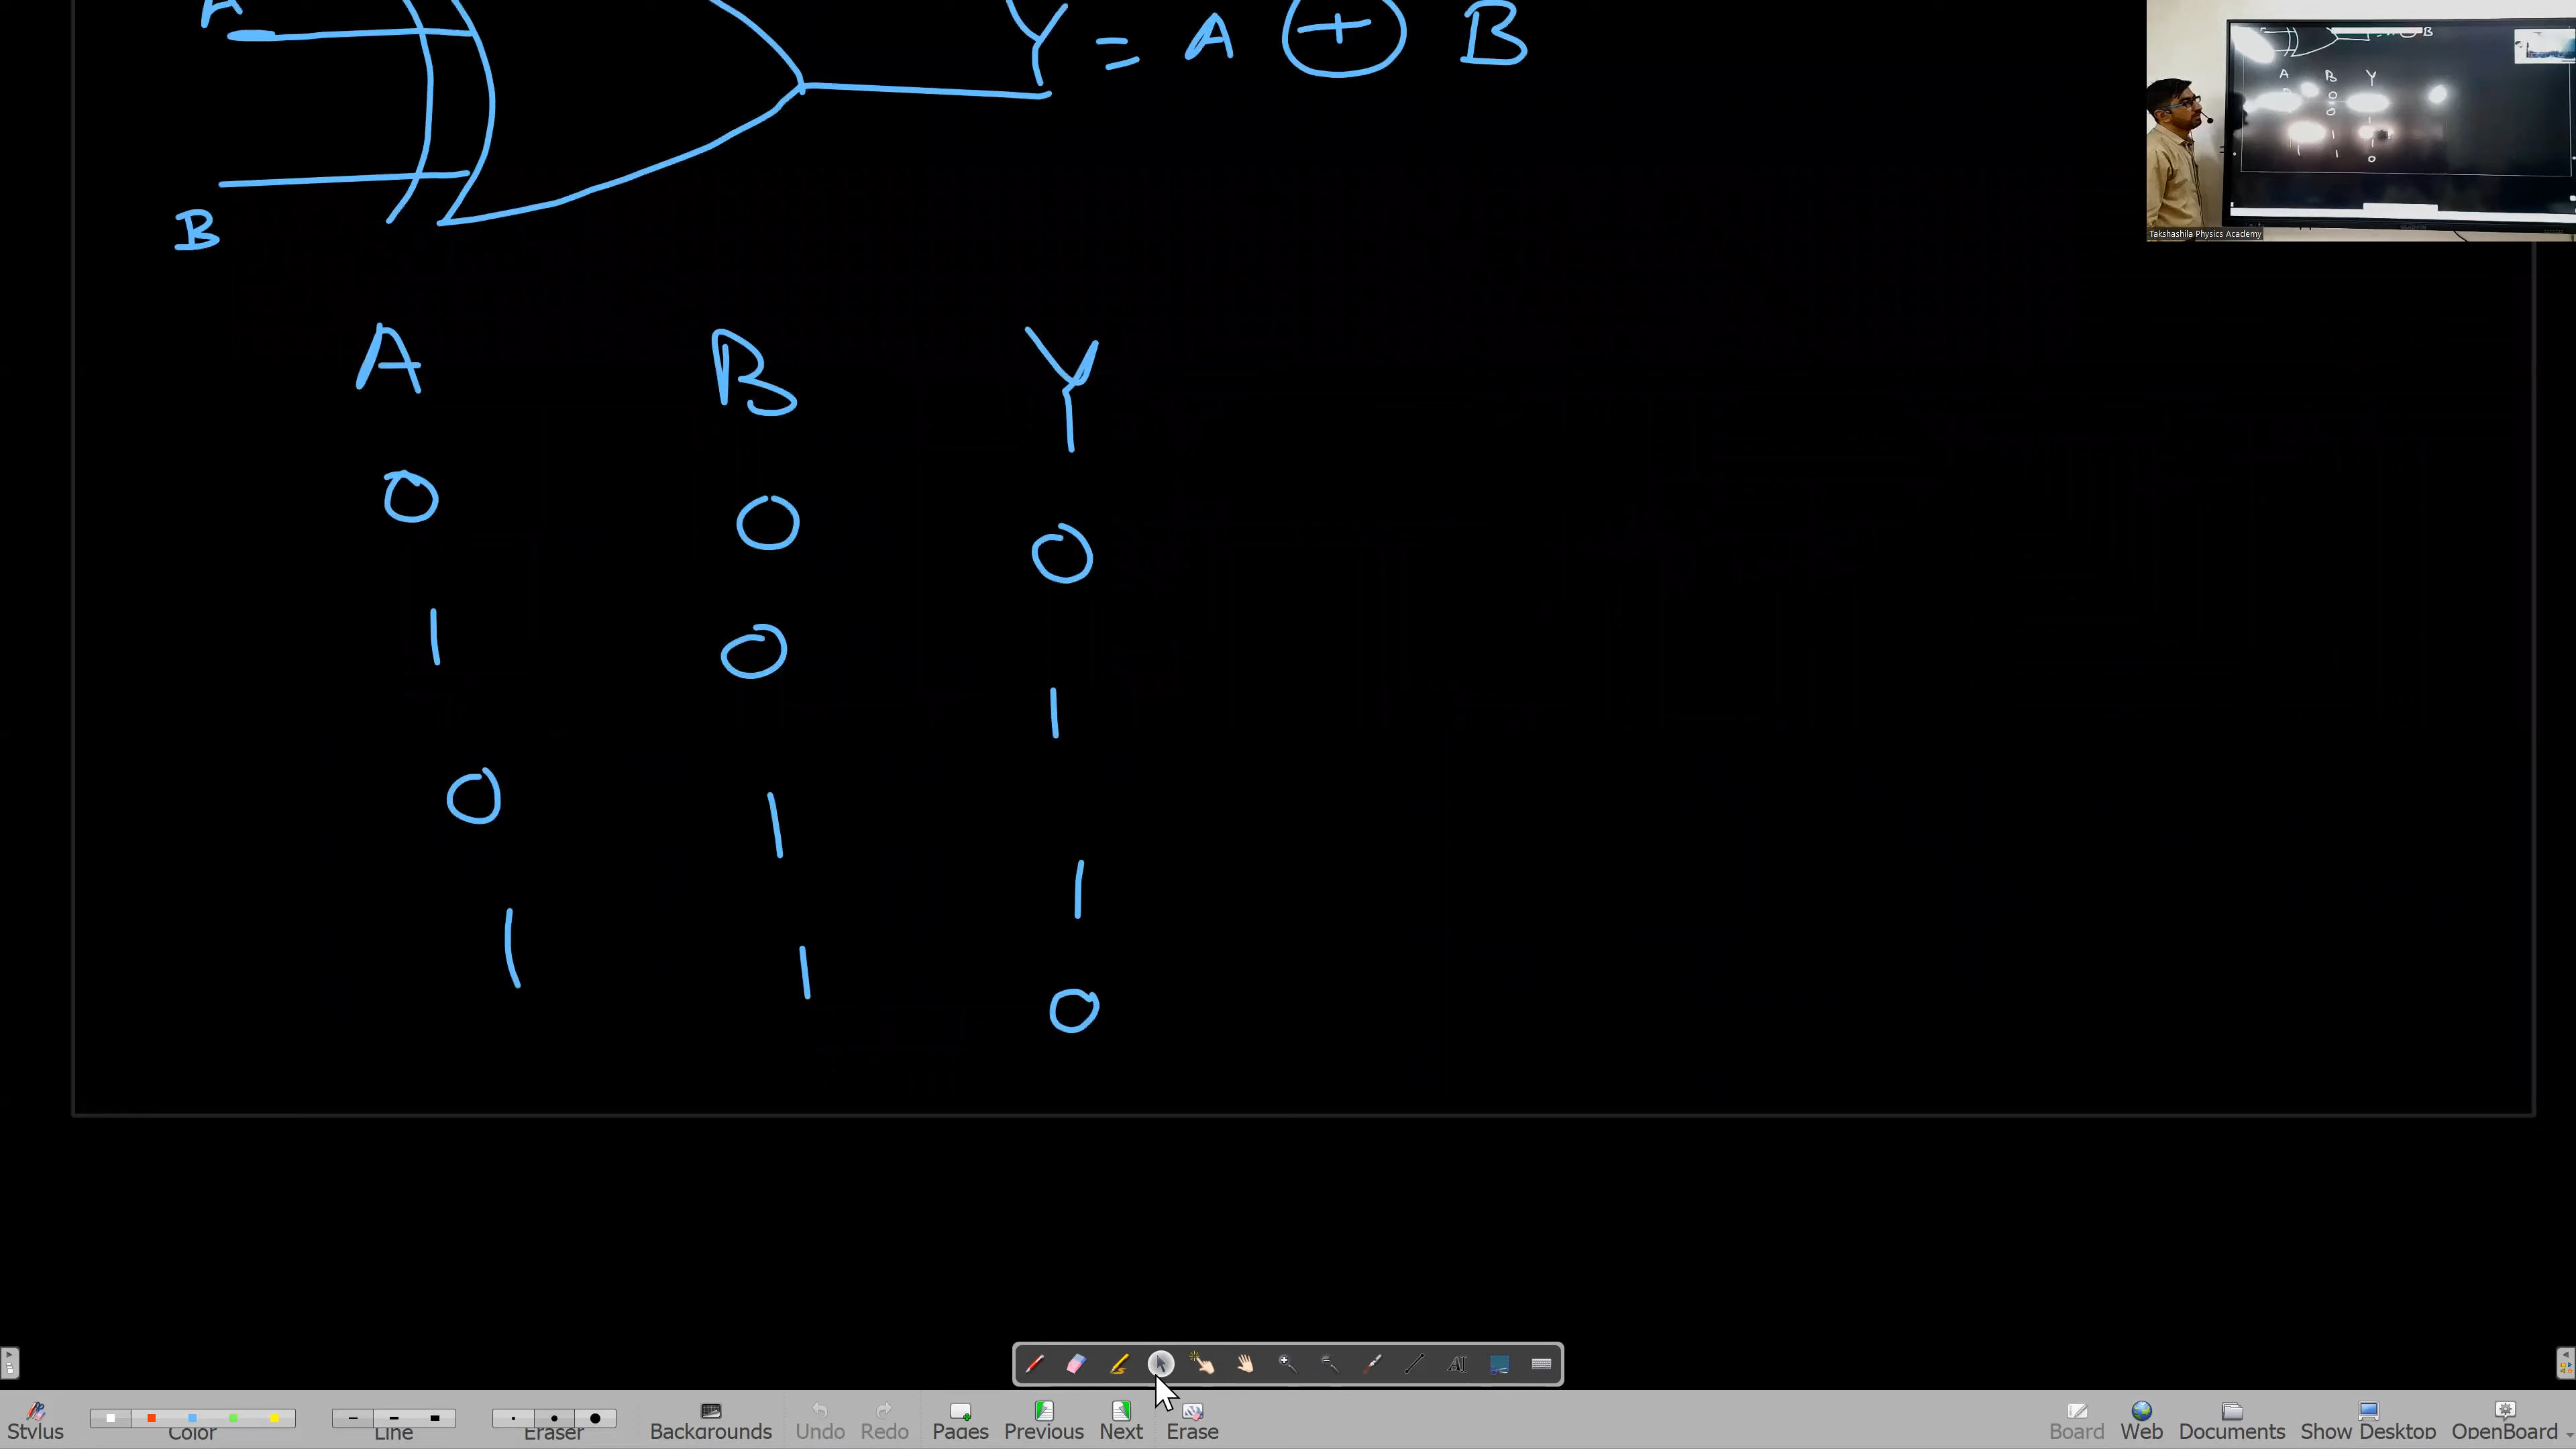 A
Y = A ⊕ B
B
A B Y
0 0 0
1 0 1
0 1 1
1 1 0
Takshashila Physics Academy
Stylus Color Line Eraser Backgrounds Undo Redo Pages Previous Next Erase Board Web Documents Show Desktop OpenBoard